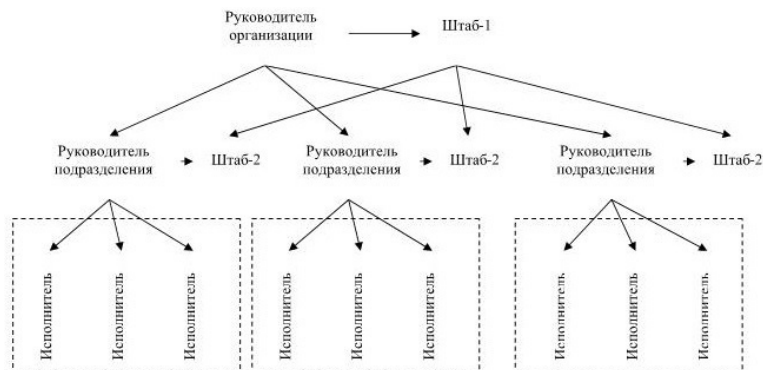 Руководитель
организации
Штаб-1
Руководитель
подразделения
Штаб-2
Руководитель
подразделения
Штаб-2
Руководитель
подразделения
Штаб-2
Исполнитель
Исполнитель
Исполнитель
Исполнитель
Исполнитель
Исполнитель
Исполнитель
Исполнитель
Исполнитель